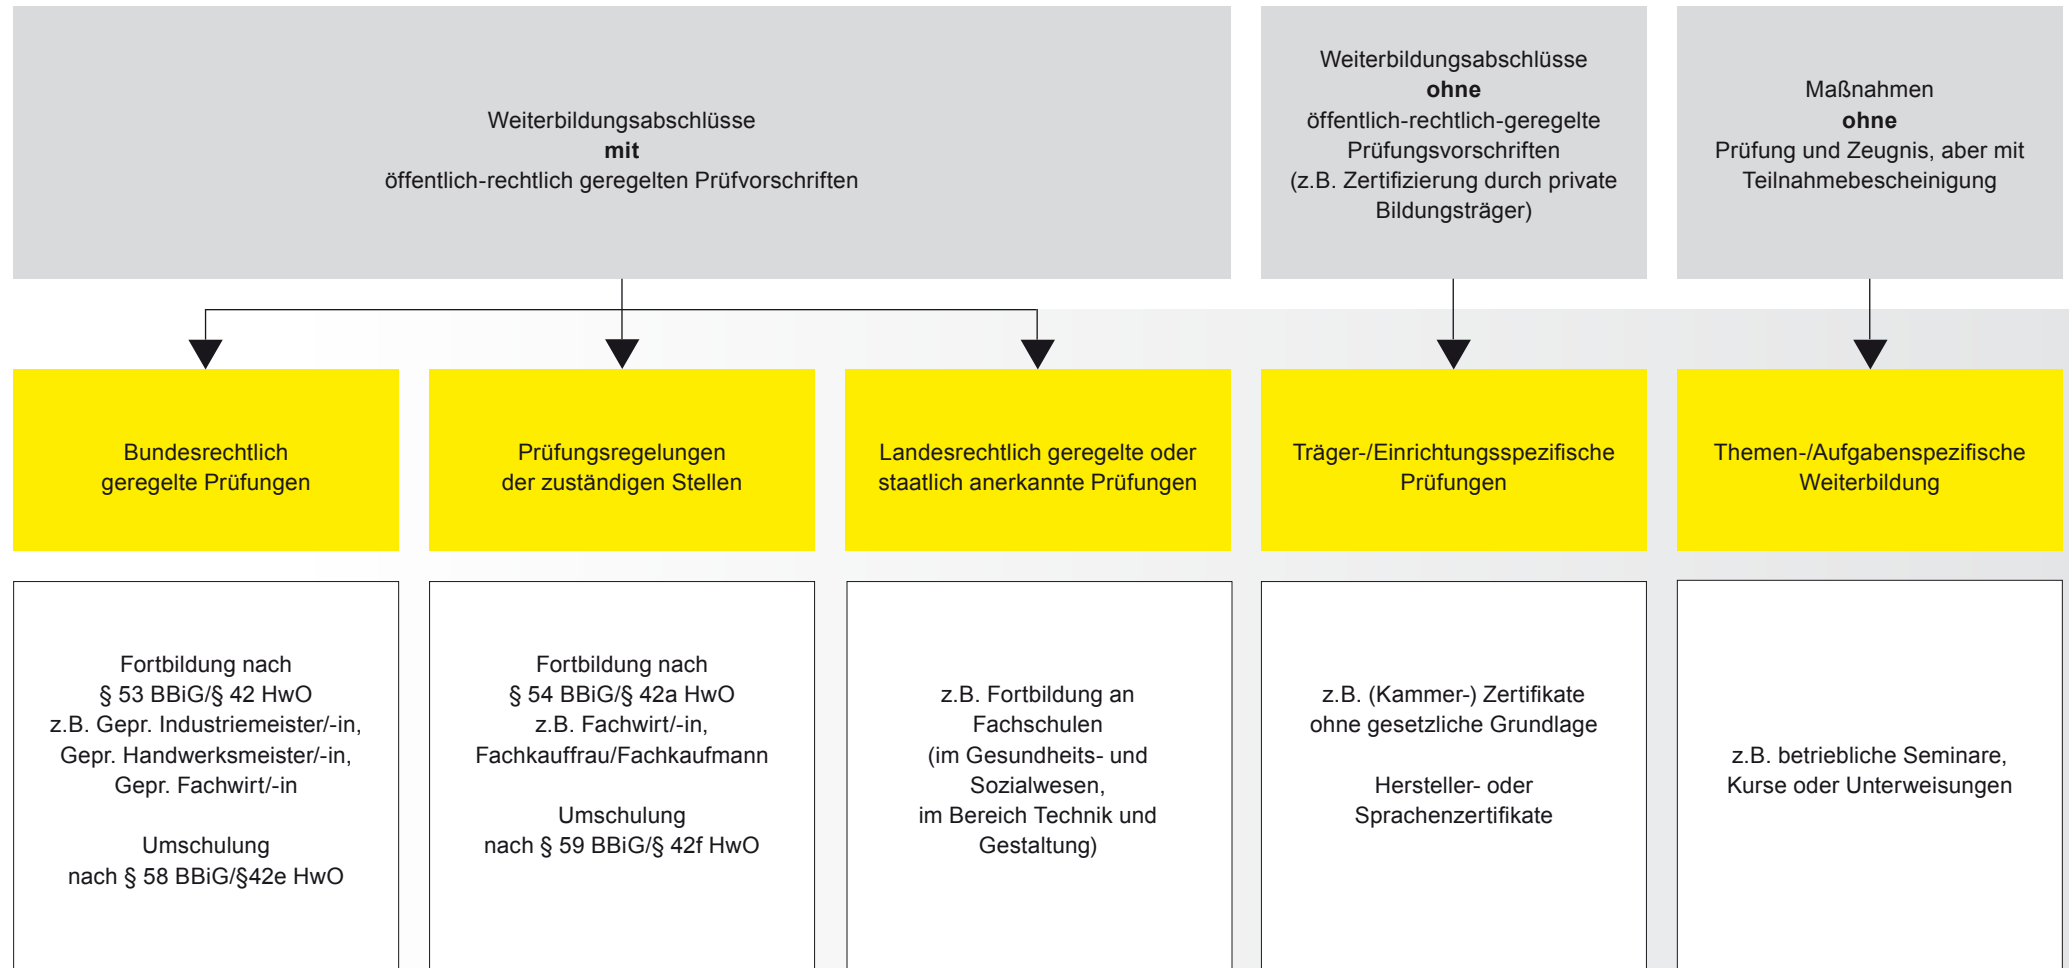 Weiterbildungsabschlüsse
mit
öffentlich-rechtlich geregelten Prüfvorschriften
Weiterbildungsabschlüsse
ohne
öffentlich-rechtlich-geregelte
Prüfungsvorschriften
(z.B. Zertifizierung durch private
Bildungsträger)
Maßnahmen
ohne
Prüfung und Zeugnis, aber mit
Teilnahmebescheinigung
Bundesrechtlich
geregelte Prüfungen
Prüfungsregelungen
der zuständigen Stellen
Landesrechtlich geregelte oder
staatlich anerkannte Prüfungen
Träger-/Einrichtungsspezifische
Prüfungen
Themen-/Aufgabenspezifische
Weiterbildung
Fortbildung nach
§ 53 BBiG/§ 42 HwO
z.B. Gepr. Industriemeister/-in,
Gepr. Handwerksmeister/-in,
Gepr. Fachwirt/-in
Umschulung
nach § 58 BBiG/§42e HwO
Fortbildung nach
§ 54 BBiG/§ 42a HwO
z.B. Fachwirt/-in,
Fachkauffrau/Fachkaufmann
Umschulung
nach § 59 BBiG/§ 42f HwO
z.B. Fortbildung an
Fachschulen
(im Gesundheits- und
Sozialwesen,
im Bereich Technik und
Gestaltung)
z.B. (Kammer-) Zertifikate
ohne gesetzliche Grundlage
Hersteller- oder
Sprachenzertifikate
z.B. betriebliche Seminare,
Kurse oder Unterweisungen